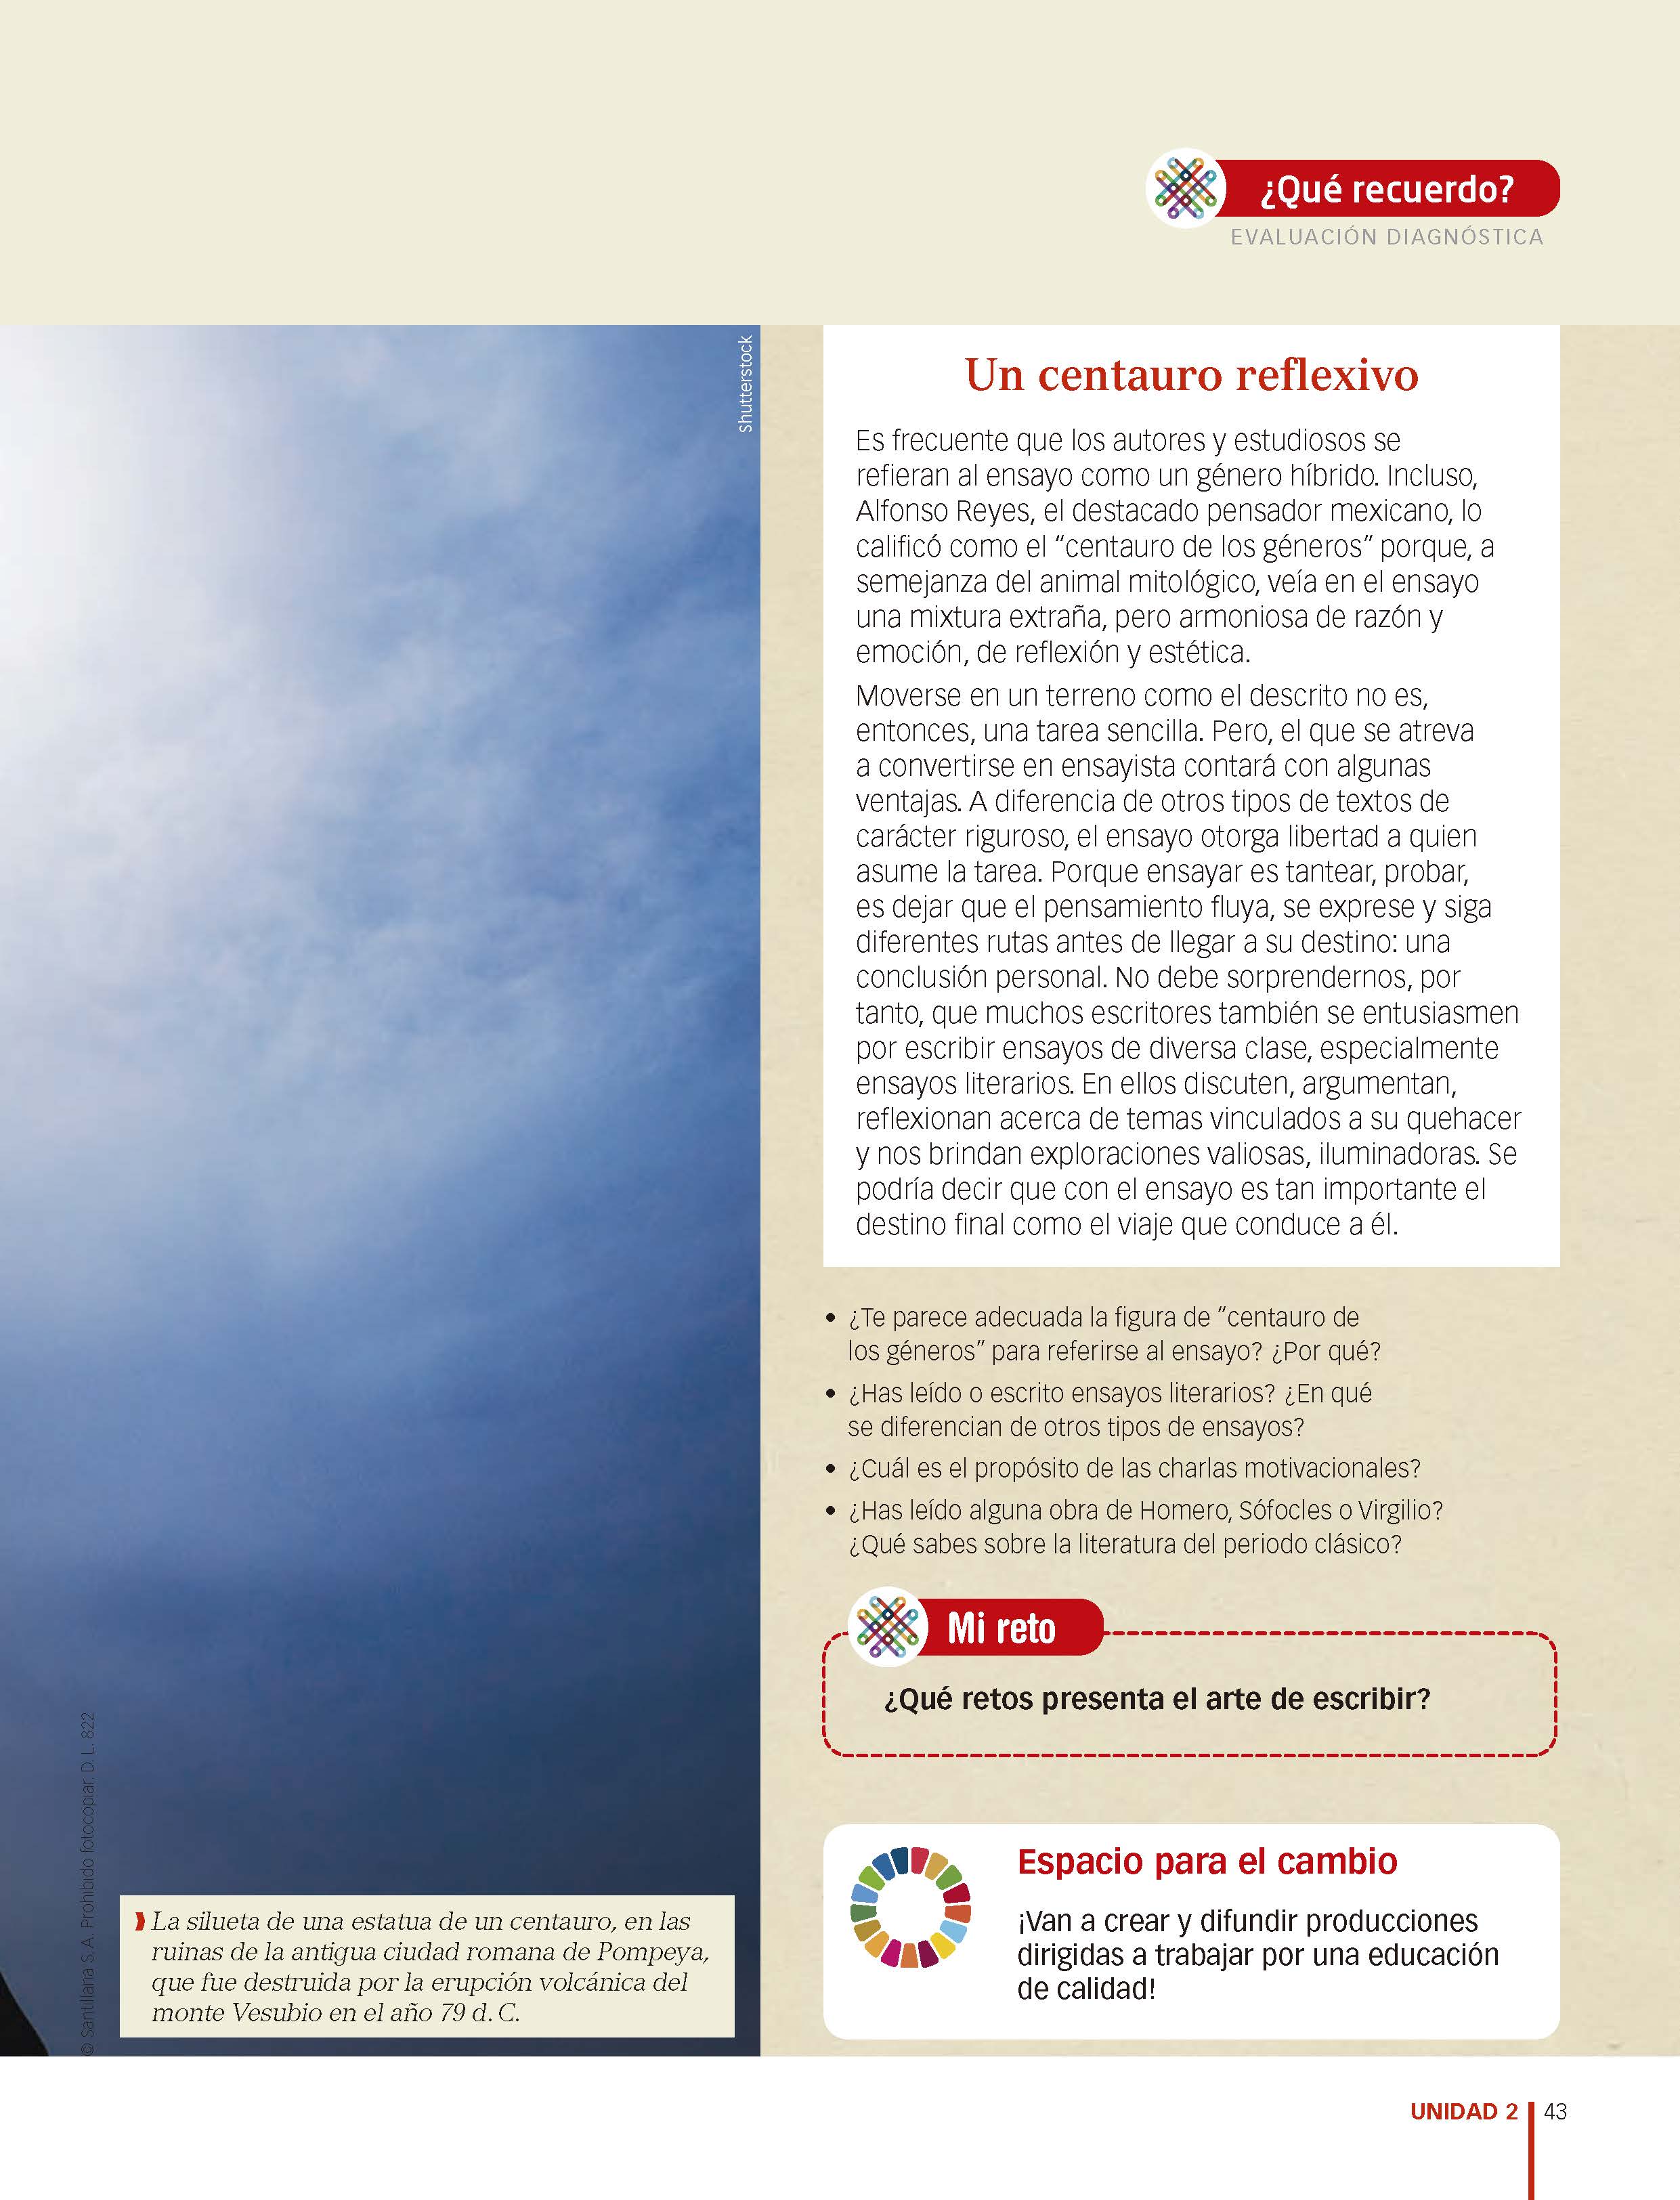 ¿Qué recuerdo?
EVALUACIÓN DIAGNÓSTICA
Shutterstock
Un centauro reflexivo
Es frecuente que los autores y estudiosos se
refieran al ensayo como un género híbrido. Incluso,
Alfonso Reyes, el destacado pensador mexicano, lo
calificó como el “centauro de los géneros” porque, a
semejanza del animal mitológico, veía en el ensayo
una mixtura extraña, pero armoniosa de razón y
emoción, de reflexión y estética.
Moverse en un terreno como el descrito no es,
entonces, una tarea sencilla. Pero, el que se atreva
a convertirse en ensayista contará con algunas
ventajas. A diferencia de otros tipos de textos de
carácter riguroso, el ensayo otorga libertad a quien
asume la tarea. Porque ensayar es tantear, probar,
es dejar que el pensamiento fluya, se exprese y siga
diferentes rutas antes de llegar a su destino: una
conclusión personal. No debe sorprendernos, por
tanto, que muchos escritores también se entusiasmen
por escribir ensayos de diversa clase, especialmente
ensayos literarios. En ellos discuten, argumentan,
reflexionan acerca de temas vinculados a su quehacer
y nos brindan exploraciones valiosas, iluminadoras. Se
podría decir que con el ensayo es tan importante el
destino final como el viaje que conduce a él.
• ¿Te parece adecuada la figura de “centauro de
los géneros” para referirse al ensayo? ¿Por qué?
• ¿Has leído o escrito ensayos literarios? ¿En qué
se diferencian de otros tipos de ensayos?
• ¿Cuál es el propósito de las charlas motivacionales?
• ¿Has leído alguna obra de Homero, Sófocles o Virgilio?
¿Qué sabes sobre la literatura del periodo clásico?
Mi reto
¿Qué retos presenta el arte de escribir?
Espacio para el cambio
¡Van a crear y difundir producciones
dirigidas a trabajar por una educación
de calidad!
La silueta de una estatua de un centauro, en las
ruinas de la antigua ciudad romana de Pompeya,
que fue destruida por la erupción volcánica del
monte Vesubio en el año 79 d. C.
© Santillana S. A. Prohibido fotocopiar. D. L. 822
UNIDAD 2 43